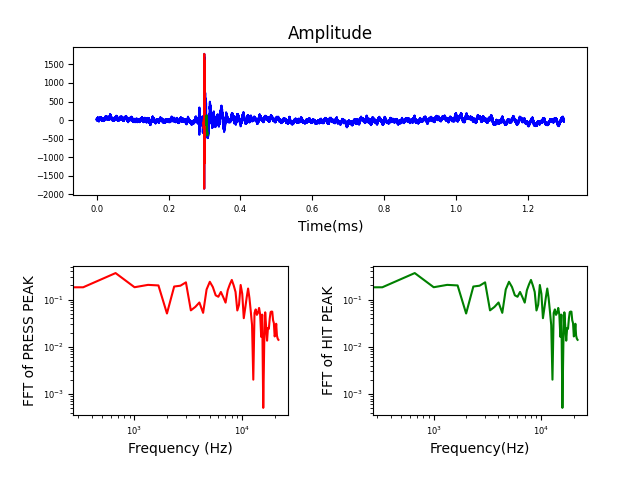 Amplitude
1500
1000
500
0
−500
−1000
−1500
−2000
0.0 0.2 0.4 0.6 0.8 1.0 1.2
Time(ms)
FFT of PRESS PEAK
10⁻¹
10⁻²
10⁻³
10³ 10⁴
Frequency (Hz)
FFT of HIT PEAK
10⁻¹
10⁻²
10⁻³
10³ 10⁴
Frequency(Hz)